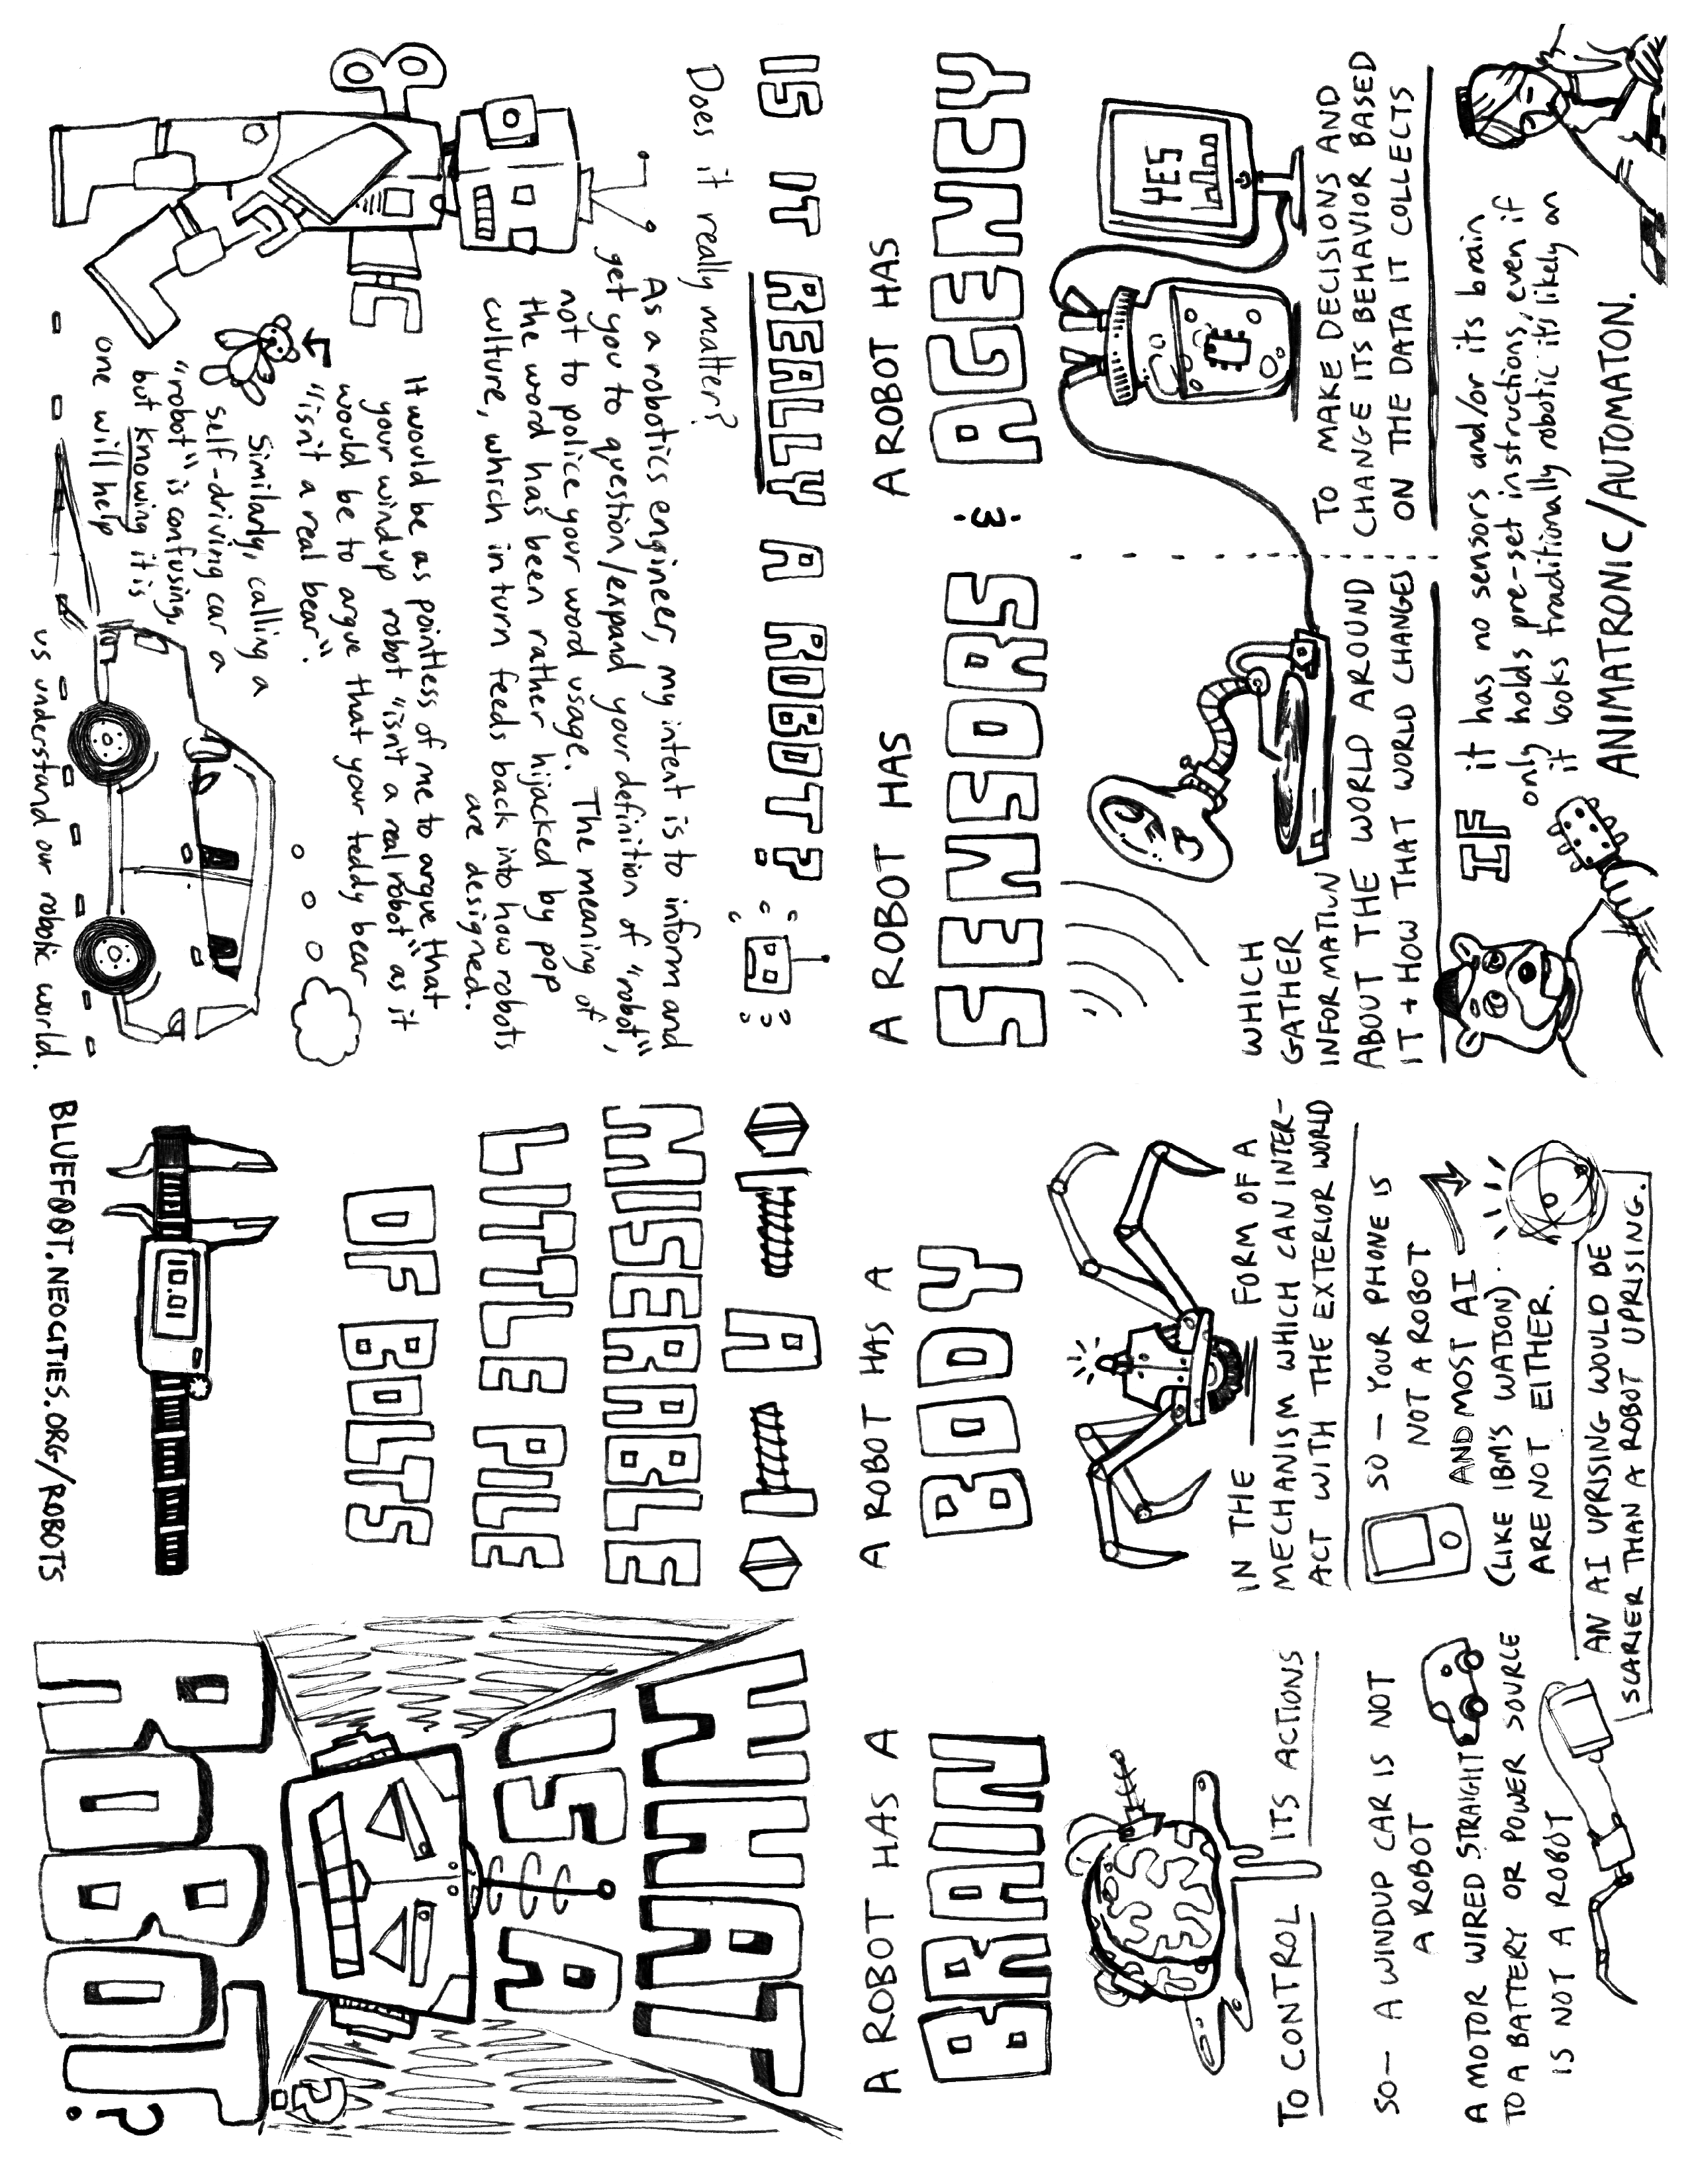 WHAT
IS A
ROBOT?
?
A ROBOT HAS A
BRAIN
TO CONTROL ITS ACTIONS
SO— A WINDUP CAR IS NOT
A ROBOT
A MOTOR WIRED STRAIGHT
TO A BATTERY OR POWER SOURCE
IS NOT A ROBOT
A ROBOT HAS A
BODY
IN THE FORM OF A
MECHANISM WHICH CAN INTER-
ACT WITH THE EXTERIOR WORLD
SO — YOUR PHONE IS
NOT A ROBOT
AND MOST AI
(LIKE IBM'S WATSON)
ARE NOT EITHER.
AN AI UPRISING WOULD BE
SCARIER THAN A ROBOT UPRISING.
A ROBOT HAS
SENSORS
WHICH
GATHER
INFORMATION
ABOUT THE WORLD AROUND
IT + HOW THAT WORLD CHANGES
&
A ROBOT HAS
AGENCY
YES
TO MAKE DECISIONS AND
CHANGE ITS BEHAVIOR BASED
ON THE DATA IT COLLECTS
IF it has no sensors and/or its brain
only holds pre-set instructions, even if
it looks traditionally robotic it's likely an
ANIMATRONIC/AUTOMATON.
IS IT REALLY A ROBOT?
Does it really matter?
As a robotics engineer, my intent is to inform and
get you to question/expand your definition of "robot",
not to police your word usage. The meaning of
the word has been rather hijacked by pop
culture, which in turn feeds back into how robots
are designed.
It would be as pointless of me to argue that
your windup robot "isn't a real robot" as it
would be to argue that your teddy bear
"isn't a real bear".
Similarly, calling a
self-driving car a
"robot" is confusing,
but knowing it is
one will help
us understand our robotic world.
A
MISERABLE
LITTLE PILE
OF BOLTS
10.01
BLUEF00T.NEOCITIES.ORG/ROBOTS